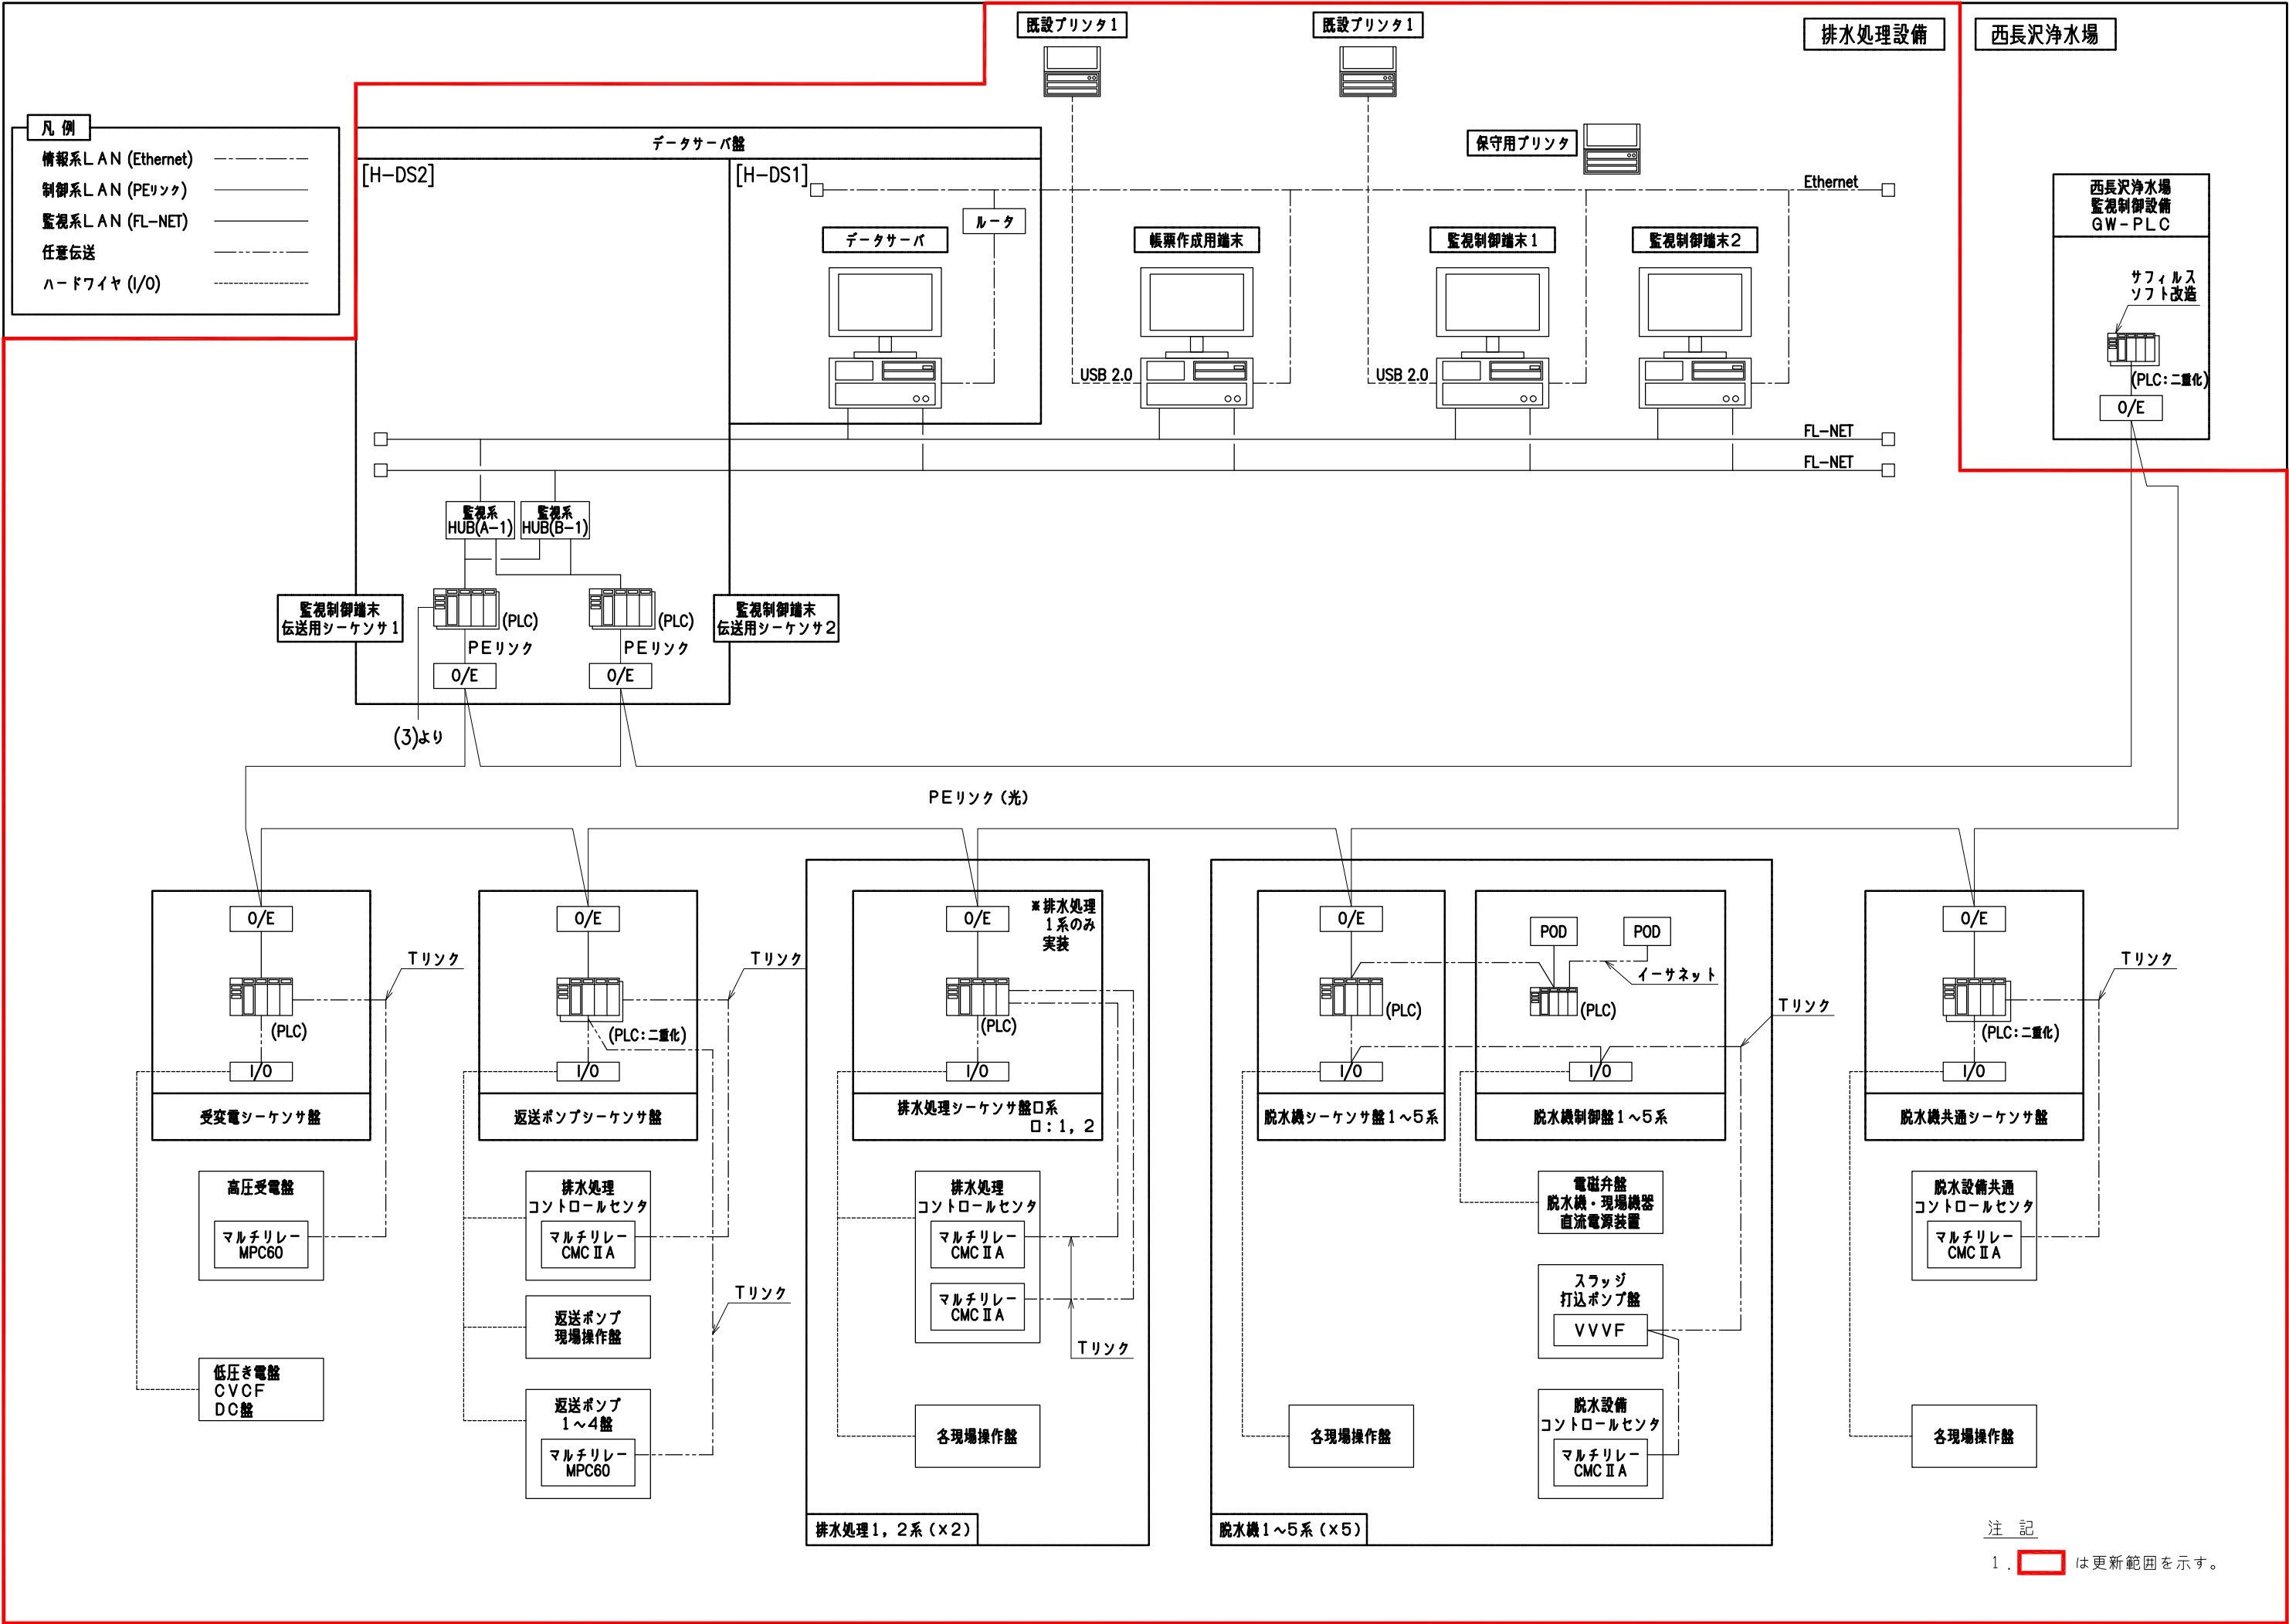 既設プリンタ1
既設プリンタ1
排水処理設備
西長沢浄水場
凡 例
情報系LAN (Ethernet)
制御系LAN (PEリンク)
監視系LAN (FL-NET)
任意伝送
ハードワイヤ (I/O)
データサーバ盤
[H-DS2]
[H-DS1]
保守用プリンタ
Ethernet
ルータ
データサーバ
帳票作成用端末
監視制御端末1
監視制御端末2
西長沢浄水場
監視制御設備
GW-PLC
サフィルス
ソフト改造
(PLC:二重化)
O/E
USB 2.0
USB 2.0
FL-NET
FL-NET
監視系
HUB(A-1)
監視系
HUB(B-1)
監視制御端末
伝送用シーケンサ1
(PLC)
(PLC)
監視制御端末
伝送用シーケンサ2
PEリンク
PEリンク
O/E
O/E
(3)より
PEリンク(光)
O/E
Tリンク
(PLC)
I/O
受変電シーケンサ盤
高圧受電盤
マルチリレー
MPC60
低圧き電盤
CVCF
DC盤
O/E
Tリンク
(PLC:二重化)
I/O
返送ポンプシーケンサ盤
排水処理
コントロールセンタ
マルチリレー
CMCⅡA
返送ポンプ
現場操作盤
Tリンク
返送ポンプ
1~4盤
マルチリレー
MPC60
O/E
※排水処理
1系のみ
実装
(PLC)
I/O
排水処理シーケンサ盤口系
口:1, 2
排水処理
コントロールセンタ
マルチリレー
CMCⅡA
マルチリレー
CMCⅡA
Tリンク
各現場操作盤
排水処理1, 2系(×2)
O/E
(PLC)
I/O
脱水機シーケンサ盤1~5系
POD
POD
イーサネット
(PLC)
Tリンク
I/O
脱水機制御盤1~5系
電磁弁盤
脱水機・現場機器
直流電源装置
スラッジ
打込ポンプ盤
VVVF
脱水設備
コントロールセンタ
マルチリレー
CMCⅡA
各現場操作盤
脱水機1~5系(×5)
O/E
Tリンク
(PLC:二重化)
I/O
脱水機共通シーケンサ盤
脱水設備共通
コントロールセンタ
マルチリレー
CMCⅡA
各現場操作盤
注 記
1. は更新範囲を示す。